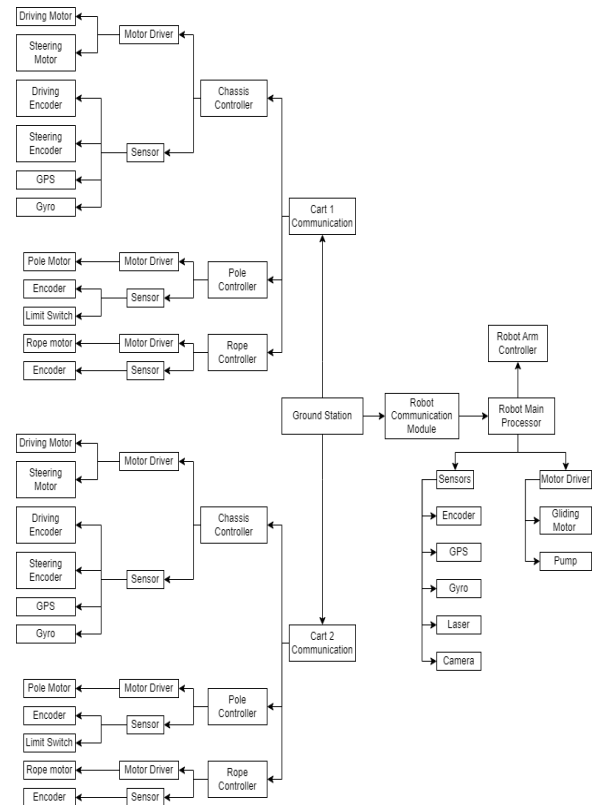 Driving Motor
Steering
Motor
Motor Driver
Driving
Encoder
Steering
Encoder
GPS
Gyro
Sensor
Chassis
Controller
Cart 1
Communication
Pole Motor
Motor Driver
Encoder
Sensor
Limit Switch
Pole
Controller
Rope motor
Motor Driver
Encoder
Sensor
Rope
Controller
Ground Station
Robot
Communication
Module
Robot Main
Processor
Robot Arm
Controller
Sensors
Encoder
GPS
Gyro
Laser
Camera
Motor Driver
Gliding
Motor
Pump
Driving Motor
Steering
Motor
Motor Driver
Driving
Encoder
Steering
Encoder
GPS
Gyro
Sensor
Chassis
Controller
Cart 2
Communication
Pole Motor
Motor Driver
Encoder
Sensor
Limit Switch
Pole
Controller
Rope motor
Motor Driver
Encoder
Sensor
Rope
Controller